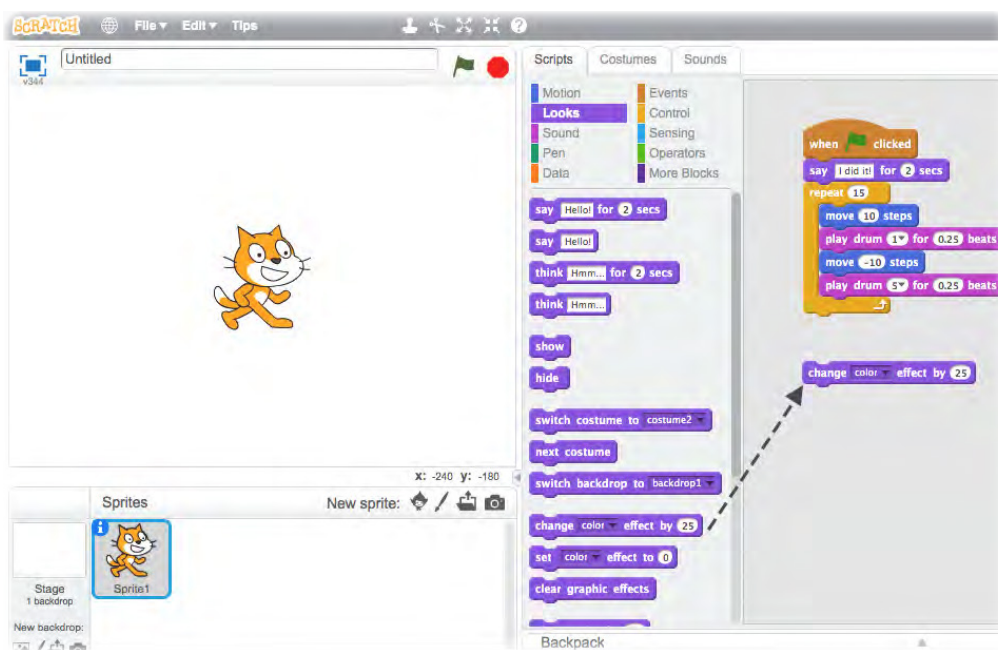 SCRATCH File Edit Tips
Untitled
v344
Scripts Costumes Sounds
Motion Events
Looks Control
Sound Sensing
Pen Operators
Data More Blocks
say Hello! for 2 secs
say Hello!
think Hmm... for 2 secs
think Hmm...
show
hide
switch costume to costume2
next costume
switch backdrop to backdrop1
change color effect by 25
set color effect to 0
clear graphic effects
when clicked
say I did it! for 2 secs
repeat 15
move 10 steps
play drum 1 for 0.25 beats
move -10 steps
play drum 5 for 0.25 beats
change color effect by 25
x: -240 y: -180
Sprites New sprite:
Sprite1
Stage
1 backdrop
New backdrop:
Backpack